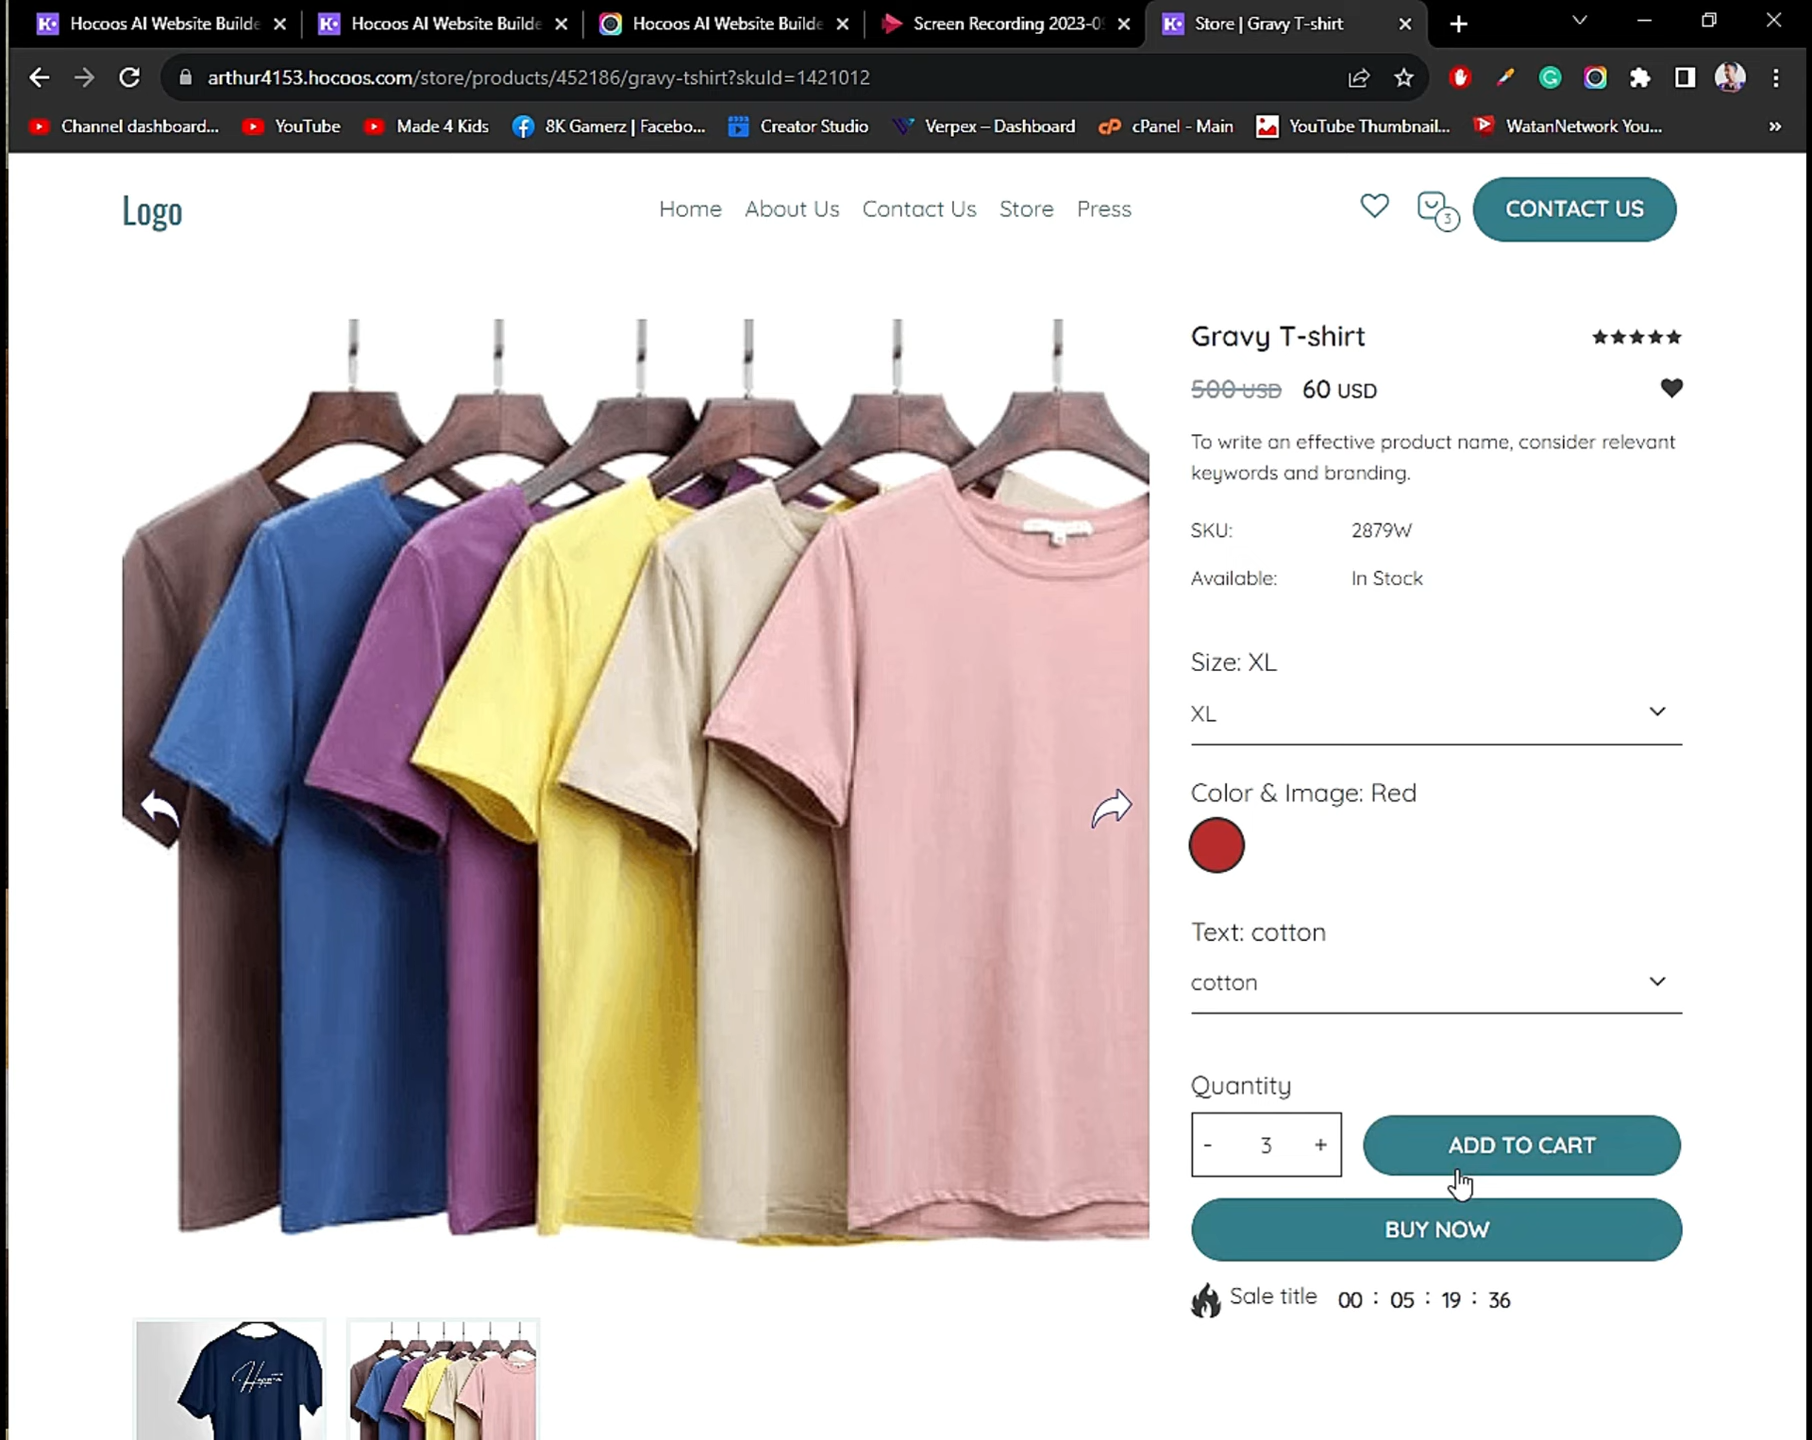 Hocoos AI Website Builde
Hocoos AI Website Builde
Hocoos AI Website Builde
Screen Recording 2023-0
Store | Gravy T-shirt
arthur4153.hocoos.com/store/products/452186/gravy-tshirt?skuId=1421012
Channel dashboard...
YouTube
Made 4 Kids
8K Gamerz | Facebo...
Creator Studio
Verpex – Dashboard
cPanel - Main
YouTube Thumbnail...
WatanNetwork You...
Logo
Home
About Us
Contact Us
Store
Press
3
CONTACT US
Gravy T-shirt
500 USD 60 USD
To write an effective product name, consider relevant
keywords and branding.
SKU: 2879W
Available: In Stock
Size: XL
XL
Color & Image: Red
Text: cotton
cotton
Quantity
- 3 +
ADD TO CART
BUY NOW
Sale title 00 : 05 : 19 : 36